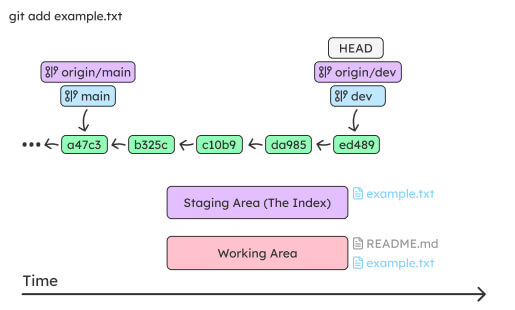 git add example.txt
HEAD
origin/main
origin/dev
main
dev
••• a47c3 b325c c10b9 da985 ed489
Staging Area (The Index)
example.txt
Working Area
README.md
example.txt
Time